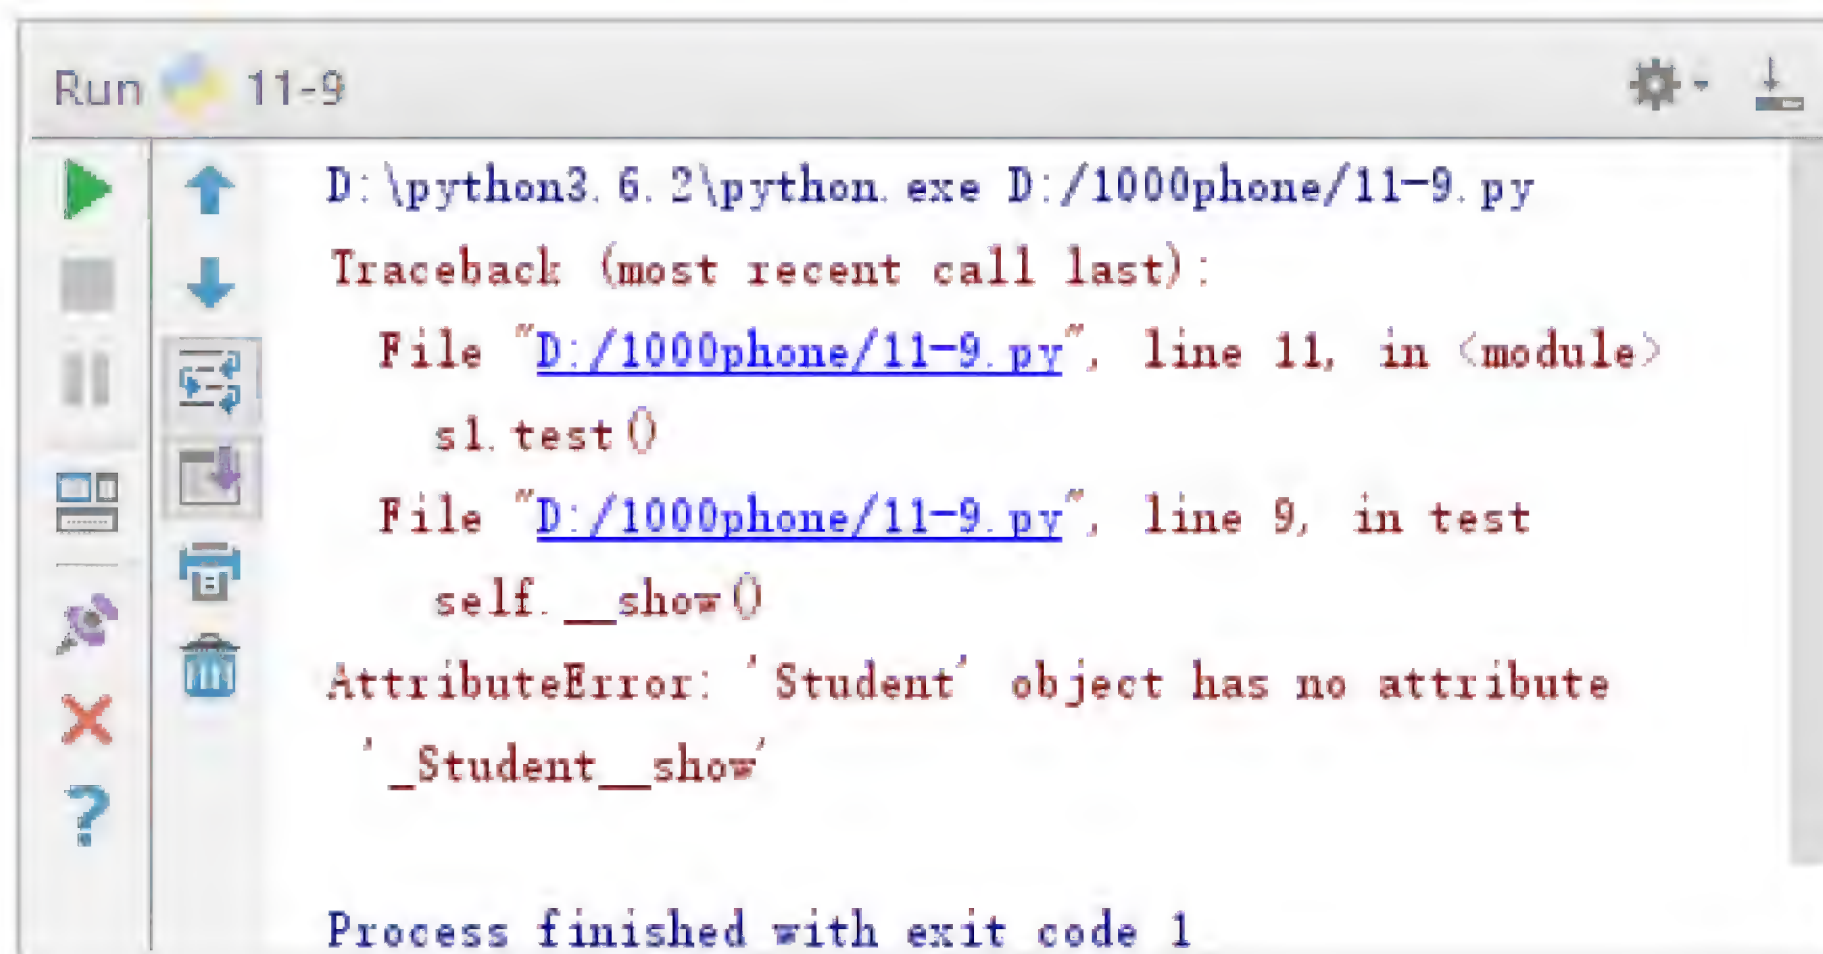 Run 11-9
D:\python3.6.2\python.exe D:/1000phone/11-9.py
Traceback (most recent call last):
File "D:/1000phone/11-9.py", line 11, in <module>
s1.test()
File "D:/1000phone/11-9.py", line 9, in test
self.__show()
AttributeError: 'Student' object has no attribute
'_Student__show'
Process finished with exit code 1